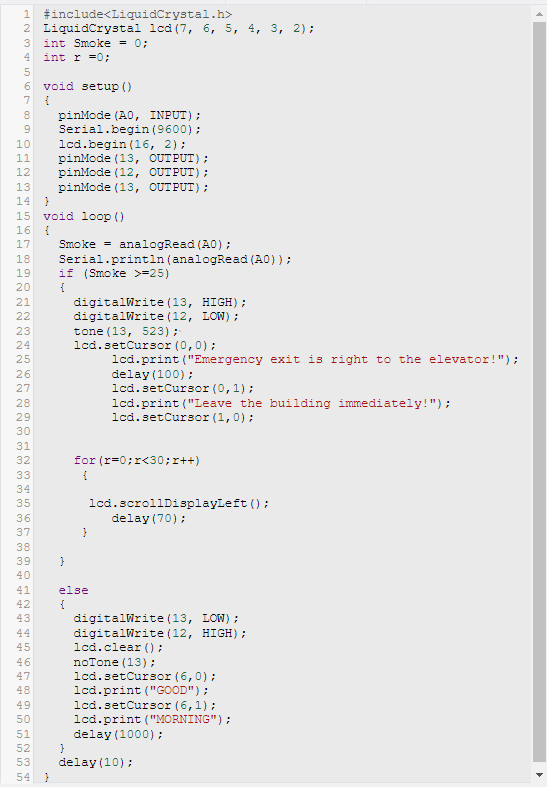 1 #include<LiquidCrystal.h>
2 LiquidCrystal lcd(7, 6, 5, 4, 3, 2);
3 int Smoke = 0;
4 int r =0;
5
6 void setup()
7 {
8   pinMode(A0, INPUT);
9   Serial.begin(9600);
10   lcd.begin(16, 2);
11   pinMode(13, OUTPUT);
12   pinMode(12, OUTPUT);
13   pinMode(13, OUTPUT);
14 }
15 void loop()
16 {
17   Smoke = analogRead(A0);
18   Serial.println(analogRead(A0));
19   if (Smoke >=25)
20   {
21     digitalWrite(13, HIGH);
22     digitalWrite(12, LOW);
23     tone(13, 523);
24     lcd.setCursor(0,0);
25          lcd.print("Emergency exit is right to the elevator!");
26          delay(100);
27          lcd.setCursor(0,1);
28          lcd.print("Leave the building immediately!");
29          lcd.setCursor(1,0);
30
31
32     for(r=0;r<30;r++)
33      {
34
35       lcd.scrollDisplayLeft();
36          delay(70);
37      }
38
39   }
40
41   else
42   {
43     digitalWrite(13, LOW);
44     digitalWrite(12, HIGH);
45     lcd.clear();
46     noTone(13);
47     lcd.setCursor(6,0);
48     lcd.print("GOOD");
49     lcd.setCursor(6,1);
50     lcd.print("MORNING");
51     delay(1000);
52   }
53   delay(10);
54 }